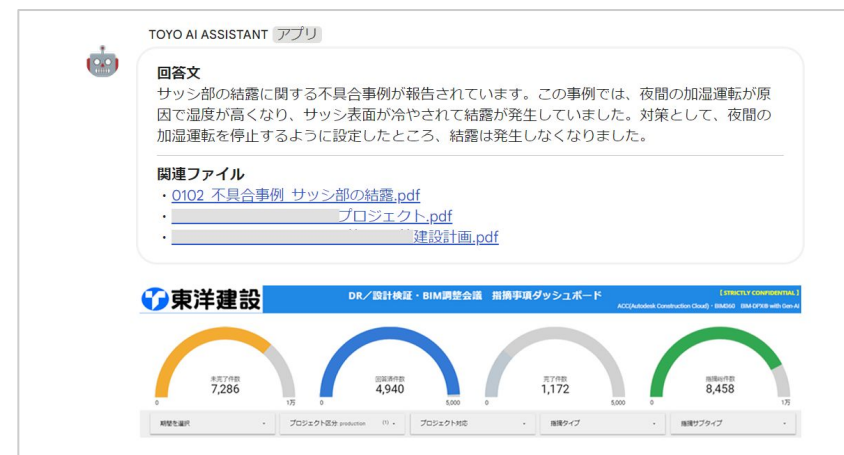 TOYO AI ASSISTANT アプリ
回答文
サッシ部の結露に関する不具合事例が報告されています。この事例では、夜間の加湿運転が原
因で湿度が高くなり、サッシ表面が冷やされて結露が発生していました。対策として、夜間の
加湿運転を停止するように設定したところ、結露は発生しなくなりました。
関連ファイル
・0102_不具合事例_サッシ部の結露.pdf
・プロジェクト.pdf
・建設計画.pdf
東洋建設
DR／設計検証・BIM調整会議 指摘事項ダッシュボード
[ STRICTLY CONFIDENTIAL ]
ACC(Autodesk Construction Cloud)・BIM360 BIM-DPX® with Gen-AI
未完了件数
7,286
0 1万
回答済件数
4,940
0 5,000
完了件数
1,172
0 5,000
指摘総件数
8,458
0 1万
期間を選択
プロジェクト区分 production (1)
プロジェクト対応
指摘タイプ
指摘サブタイプ